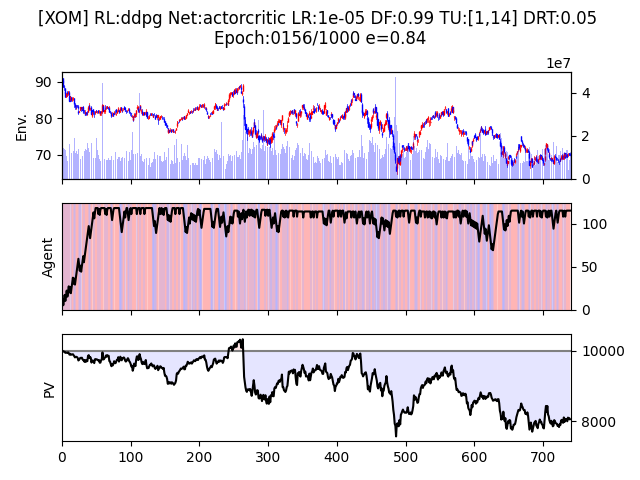 [XOM] RL:ddpg Net:actorcritic LR:1e-05 DF:0.99 TU:[1,14] DRT:0.05
Epoch:0156/1000 e=0.84
1e7
90
80
70
Env.
4
2
0
Agent
100
50
0
PV
10000
8000
0 100 200 300 400 500 600 700